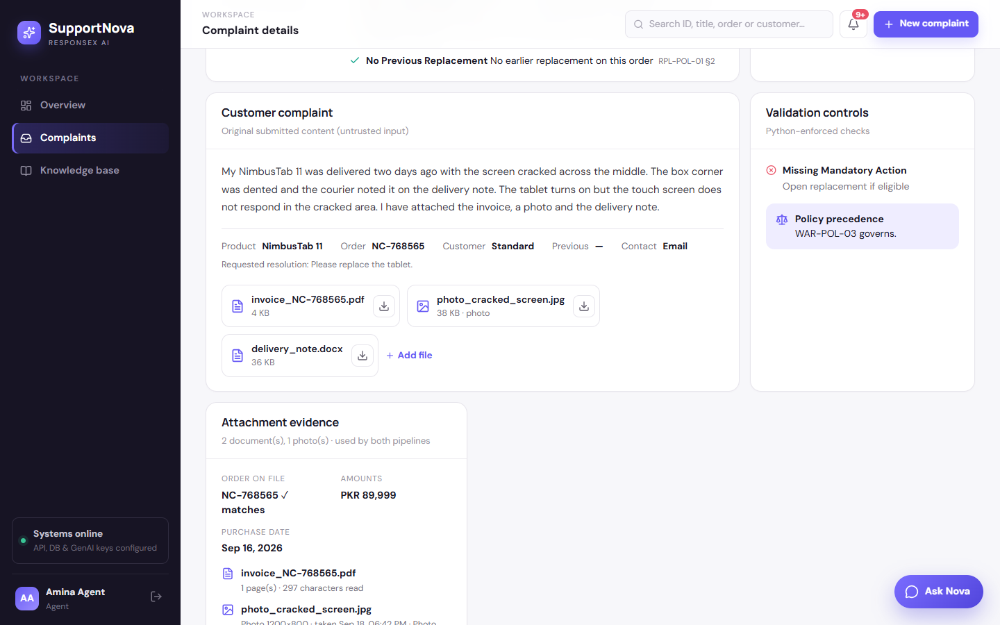 SupportNova
RESPONSEX AI
WORKSPACE
Overview
Complaints
Knowledge base
Systems online
API, DB & GenAI keys configured
AA
Amina Agent
Agent
WORKSPACE
Complaint details
Search ID, title, order or customer...
9+
New complaint
No Previous Replacement No earlier replacement on this order RPL-POL-01 §2
Customer complaint
Original submitted content (untrusted input)
My NimbusTab 11 was delivered two days ago with the screen cracked across the middle. The box corner
was dented and the courier noted it on the delivery note. The tablet turns on but the touch screen does
not respond in the cracked area. I have attached the invoice, a photo and the delivery note.
Product NimbusTab 11 Order NC-768565 Customer Standard Previous — Contact Email
Requested resolution: Please replace the tablet.
invoice_NC-768565.pdf
4 KB
photo_cracked_screen.jpg
38 KB · photo
delivery_note.docx
36 KB
+ Add file
Validation controls
Python-enforced checks
Missing Mandatory Action
Open replacement if eligible
Policy precedence
WAR-POL-03 governs.
Attachment evidence
2 document(s), 1 photo(s) · used by both pipelines
ORDER ON FILE
NC-768565 ✓
matches
AMOUNTS
PKR 89,999
PURCHASE DATE
Sep 16, 2026
invoice_NC-768565.pdf
1 page(s) · 297 characters read
photo_cracked_screen.jpg
Photo 1200x800 · taken Sep 18, 06:42 PM · Photo
Ask Nova